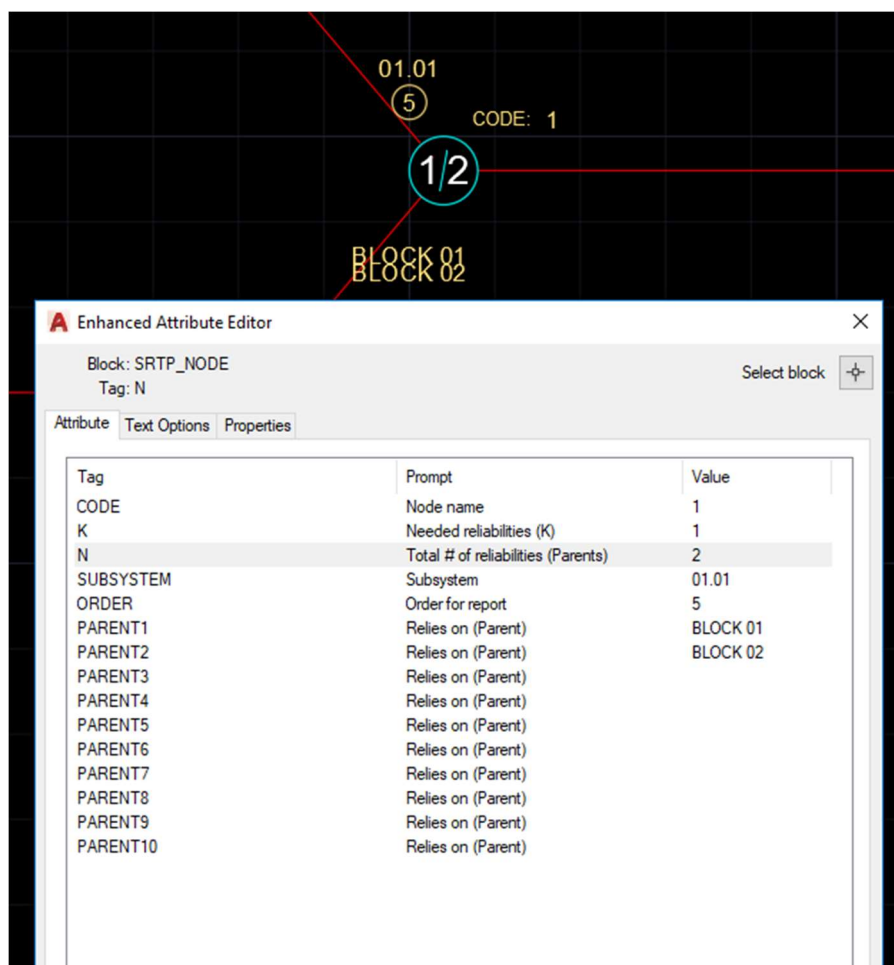 01.01
5
CODE: 1
1/2
BLOCK 01
BLOCK 02
Enhanced Attribute Editor
Block: SRTP_NODE
Select block
Tag: N
Attribute Text Options Properties
Tag Prompt Value
CODE Node name 1
K Needed reliabilities (K) 1
N Total # of reliabilities (Parents) 2
SUBSYSTEM Subsystem 01.01
ORDER Order for report 5
PARENT1 Relies on (Parent) BLOCK 01
PARENT2 Relies on (Parent) BLOCK 02
PARENT3 Relies on (Parent)
PARENT4 Relies on (Parent)
PARENT5 Relies on (Parent)
PARENT6 Relies on (Parent)
PARENT7 Relies on (Parent)
PARENT8 Relies on (Parent)
PARENT9 Relies on (Parent)
PARENT10 Relies on (Parent)